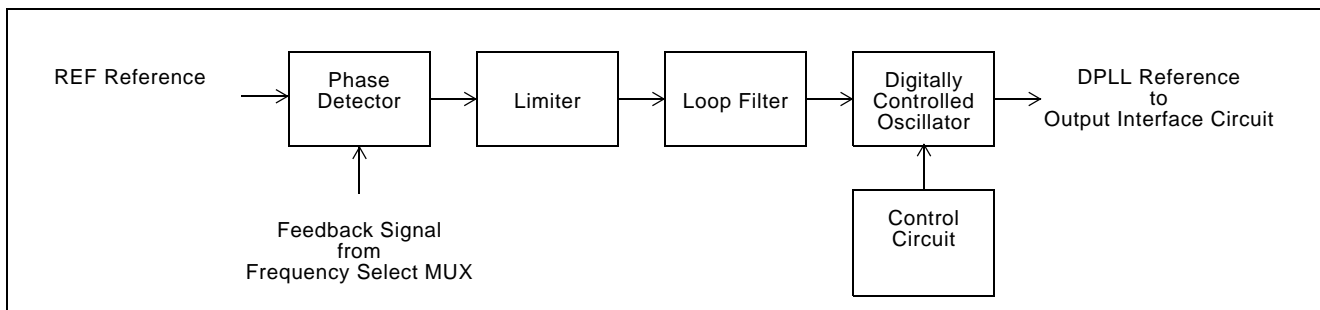 REF Reference
Phase
Detector
Limiter
Loop Filter
Digitally
Controlled
Oscillator
DPLL Reference
to
Output Interface Circuit
Feedback Signal
from
Frequency Select MUX
Control
Circuit